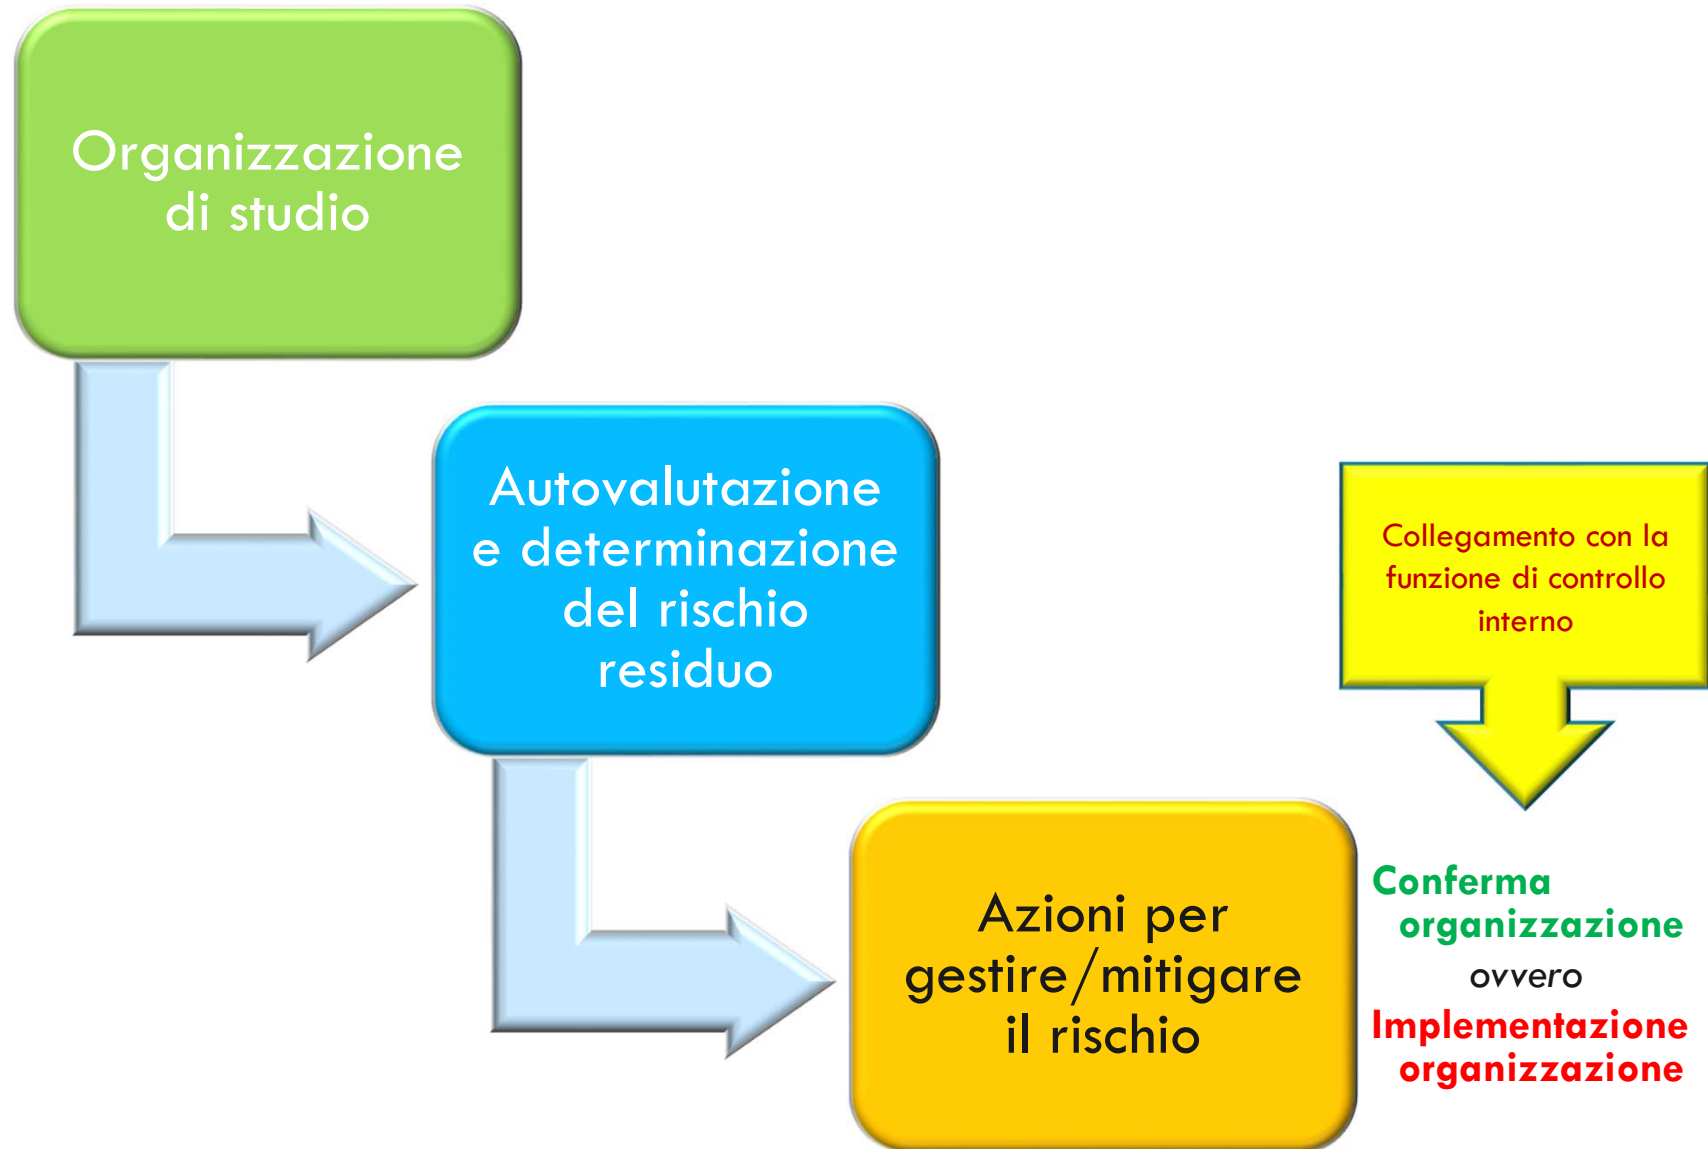 Organizzazione
di studio
Autovalutazione
e determinazione
del rischio
residuo
Collegamento con la
funzione di controllo
interno
Azioni per
gestire/mitigare
il rischio
Conferma
organizzazione
ovvero
Implementazione
organizzazione